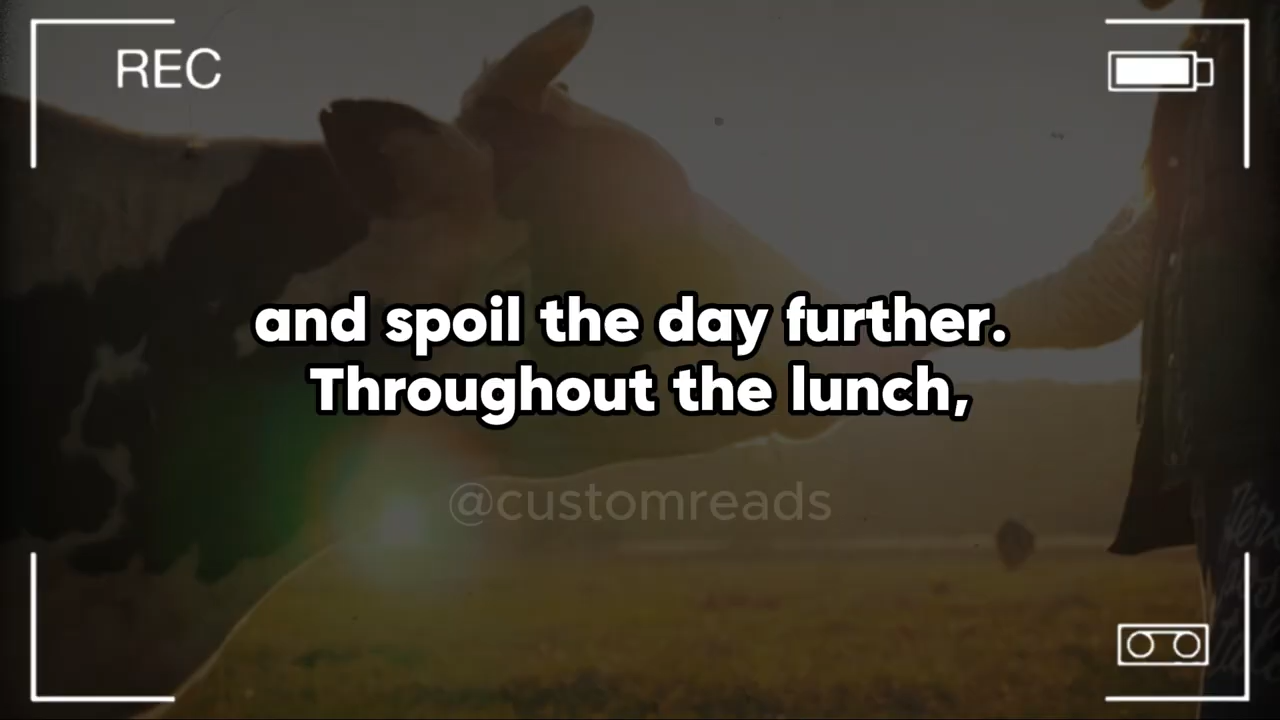 REC
and spoil the day further.
Throughout the lunch,
@customreads